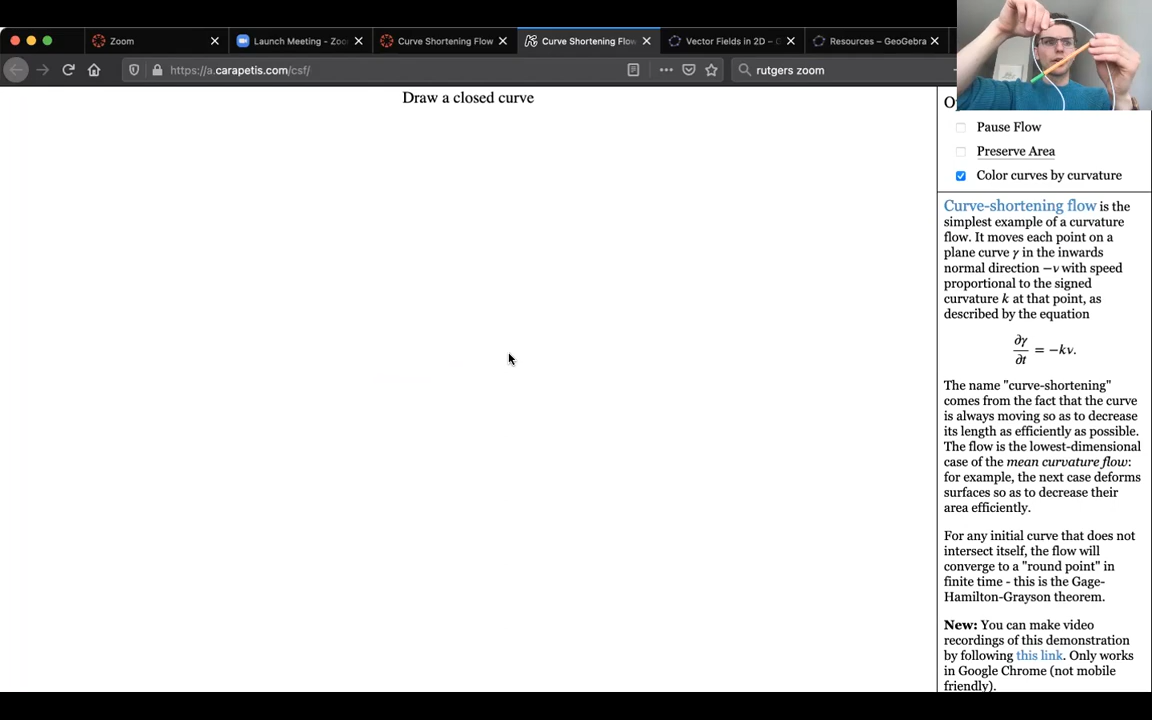 Zoom
Launch Meeting - Zoo
Curve Shortening Flow
Curve Shortening Flow
Vector Fields in 2D –
Resources – GeoGebra
https://a.carapetis.com/csf/
rutgers zoom
Draw a closed curve
Pause Flow
Preserve Area
Color curves by curvature
Curve-shortening flow is the
simplest example of a curvature
flow. It moves each point on a
plane curve γ in the inwards
normal direction −ν with speed
proportional to the signed
curvature k at that point, as
described by the equation
∂γ/∂t = −kν.
The name "curve-shortening"
comes from the fact that the curve
is always moving so as to decrease
its length as efficiently as possible.
The flow is the lowest-dimensional
case of the mean curvature flow:
for example, the next case deforms
surfaces so as to decrease their
area efficiently.
For any initial curve that does not
intersect itself, the flow will
converge to a "round point" in
finite time - this is the Gage-
Hamilton-Grayson theorem.
New: You can make video
recordings of this demonstration
by following this link. Only works
in Google Chrome (not mobile
friendly).